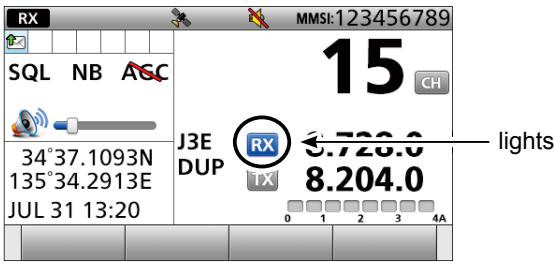 RX MMSI:123456789
SQL NB AGC
15 CH
34°37.1093N
135°34.2913E
JUL 31 13:20
J3E RX 8.728.0
DUP TX 8.204.0
0 1 2 3 4A
lights